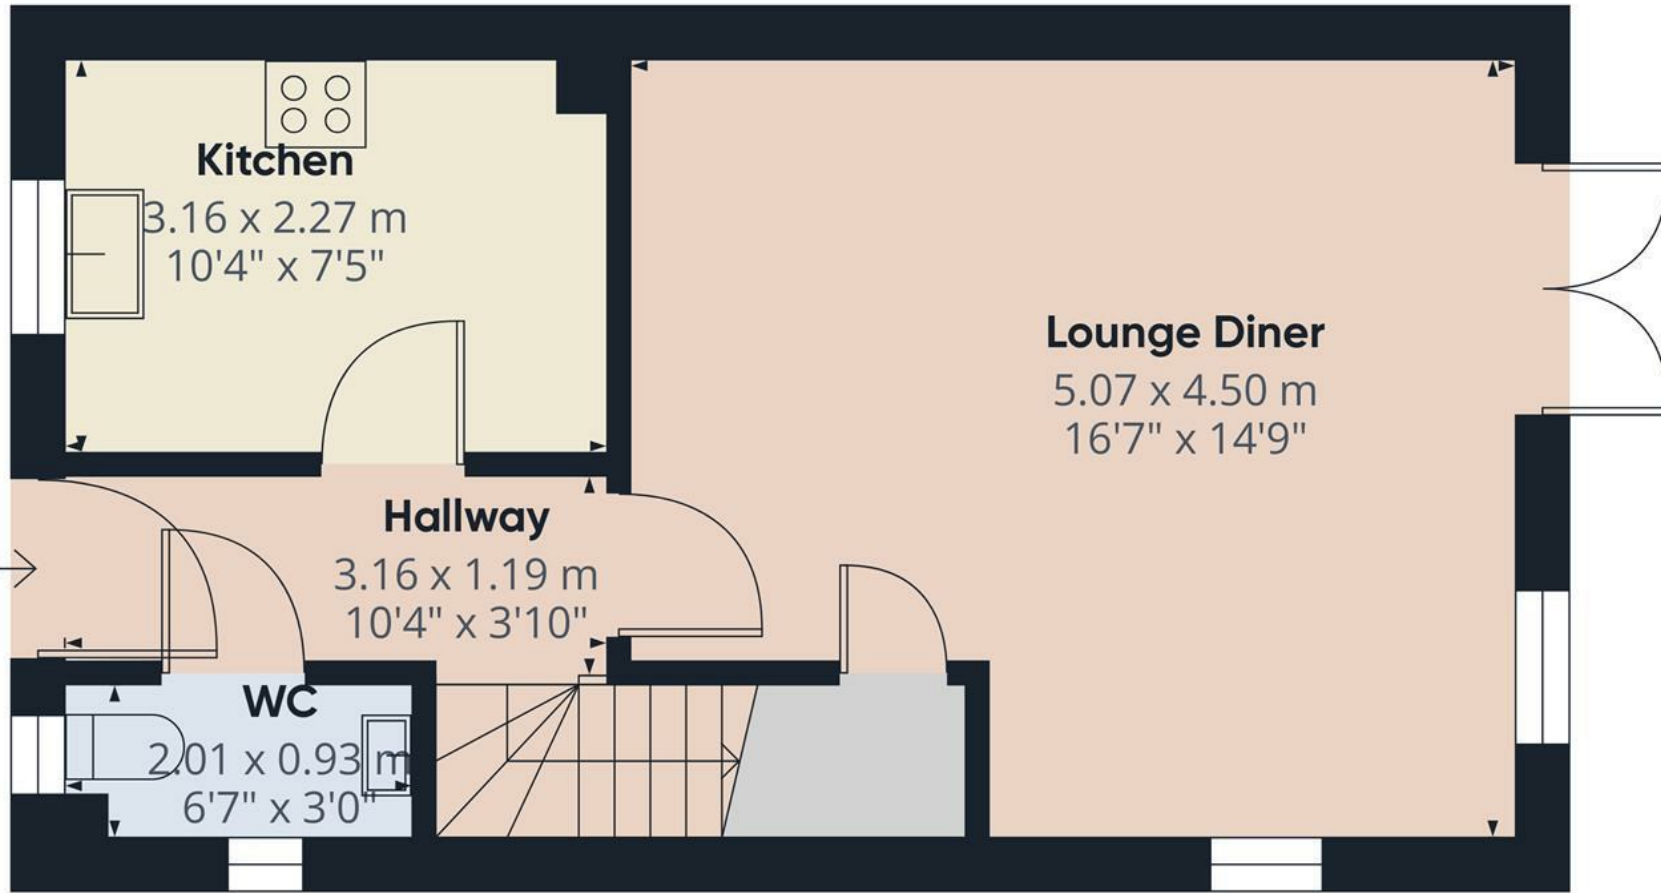 Kitchen
3.16 x 2.27 m
10'4" x 7'5"
Lounge Diner
5.07 x 4.50 m
16'7" x 14'9"
Hallway
3.16 x 1.19 m
10'4" x 3'10"
WC
2.01 x 0.93 m
6'7" x 3'0"